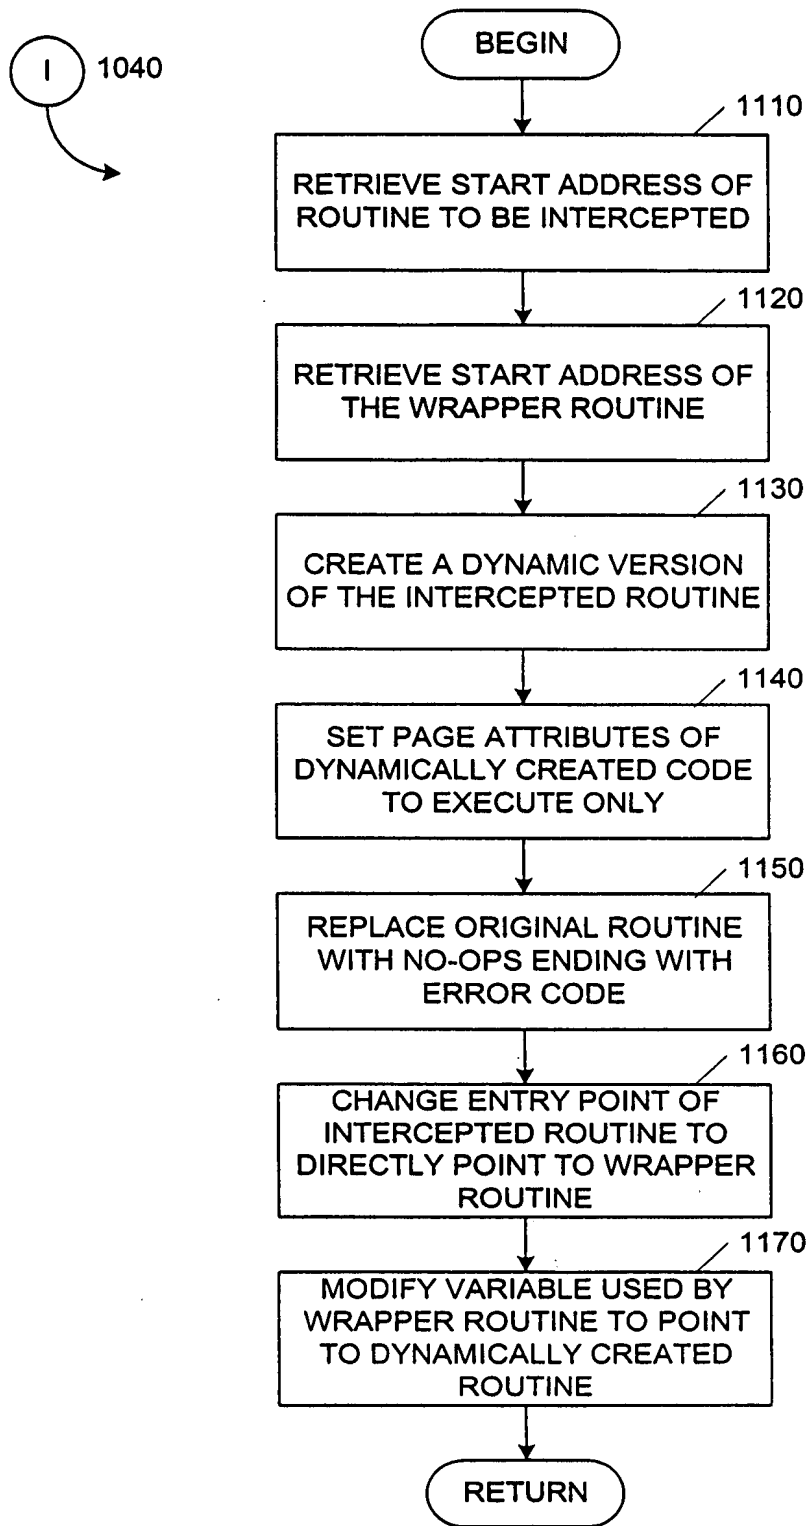 I
1040
BEGIN
1110
RETRIEVE START ADDRESS OF
ROUTINE TO BE INTERCEPTED
1120
RETRIEVE START ADDRESS OF
THE WRAPPER ROUTINE
1130
CREATE A DYNAMIC VERSION
OF THE INTERCEPTED ROUTINE
1140
SET PAGE ATTRIBUTES OF
DYNAMICALLY CREATED CODE
TO EXECUTE ONLY
1150
REPLACE ORIGINAL ROUTINE
WITH NO-OPS ENDING WITH
ERROR CODE
1160
CHANGE ENTRY POINT OF
INTERCEPTED ROUTINE TO
DIRECTLY POINT TO WRAPPER
ROUTINE
1170
MODIFY VARIABLE USED BY
WRAPPER ROUTINE TO POINT
TO DYNAMICALLY CREATED
ROUTINE
RETURN